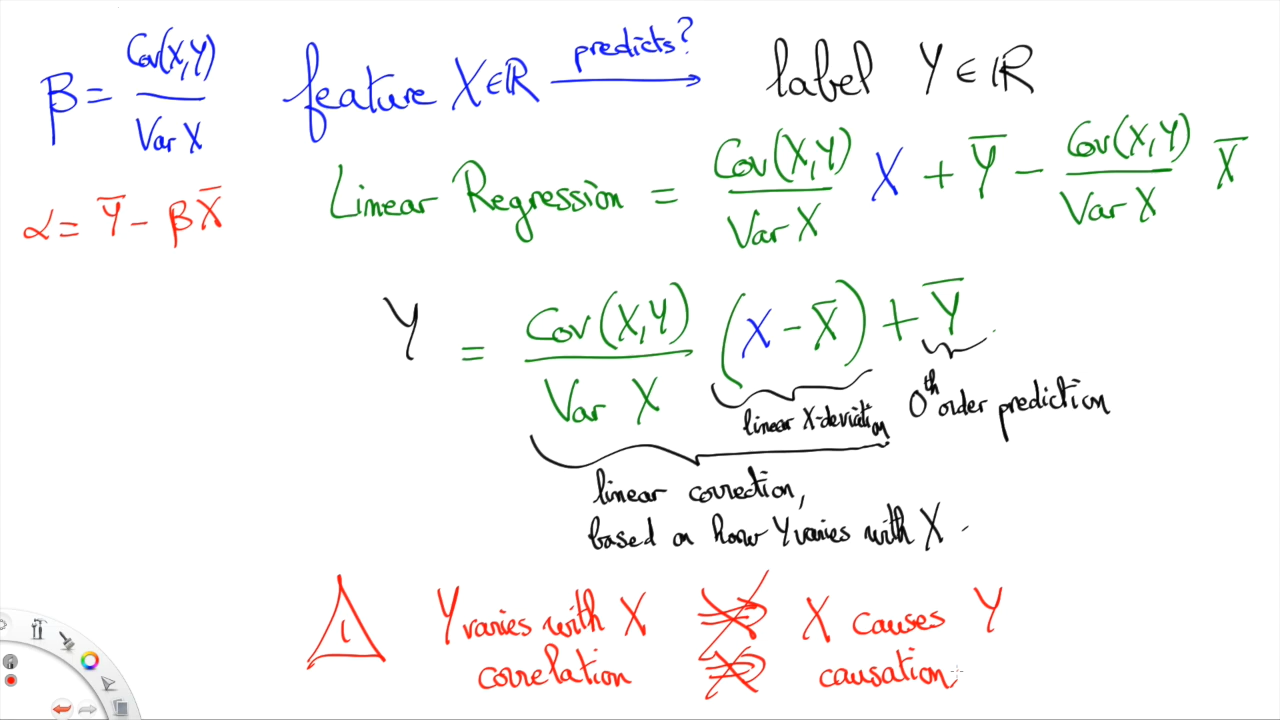 β = Cov(X,Y) / Var X
feature X ∈ ℝ predicts? → label Y ∈ ℝ
α = Ȳ - β X̄
Linear Regression = Cov(X,Y) / Var X X + Ȳ - Cov(X,Y) / Var X X̄
Y = Cov(X,Y) / Var X (X - X̄) + Ȳ
linear X-deviation
0th order prediction
linear correction,
based on how Y varies with X
Y varies with X ⇏ X causes Y
correlation ⇏ causation